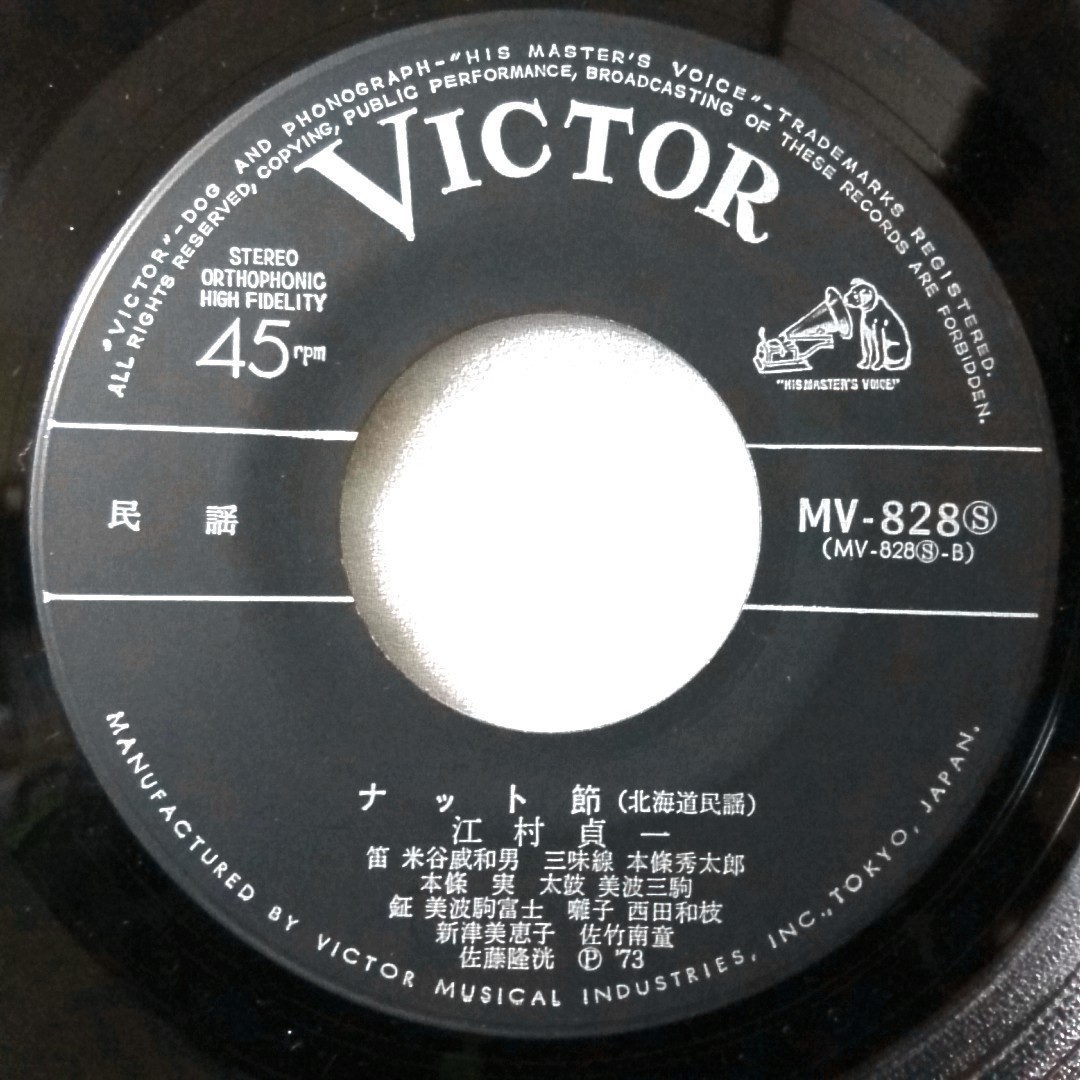 "VICTOR"-DOG AND PHONOGRAPH-"HIS MASTER'S VOICE"-TRADEMARKS REGISTERED.
ALL RIGHTS RESERVED, COPYING, PUBLIC PERFORMANCE, BROADCASTING OF THESE RECORDS ARE FORBIDDEN.
VICTOR
STEREO
ORTHOPHONIC
HIGH FIDELITY
45rpm
"HIS MASTER'S VOICE"
民謡
MV-828Ⓢ
(MV-828Ⓢ-B)
ナット節(北海道民謡)
江村貞一
笛 米谷威和男 三味線 本條秀太郎
本條 実 太鼓 美波三駒
鉦 美波駒富士 囃子 西田和枝
新津美恵子 佐竹南童
佐藤隆洸 Ⓟ '73
MANUFACTURED BY VICTOR MUSICAL INDUSTRIES, INC., TOKYO, JAPAN.